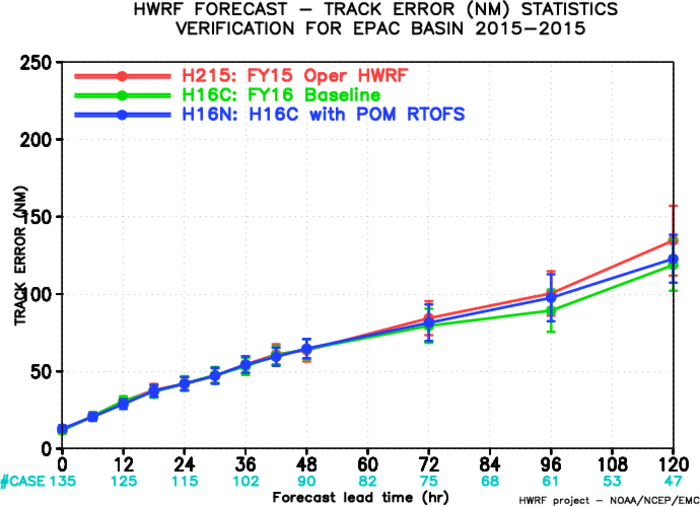 HWRF FORECAST – TRACK ERROR (NM) STATISTICS
VERIFICATION FOR EPAC BASIN 2015–2015
H215: FY15 Oper HWRF
H16C: FY16 Baseline
H16N: H16C with POM RTOFS
TRACK ERROR (NM)
250
200
150
100
50
0
0 12 24 36 48 60 72 84 96 108 120
#CASE 135 125 115 102 90 82 75 68 61 53 47
Forecast lead time (hr)
HWRF project – NOAA/NCEP/EMC